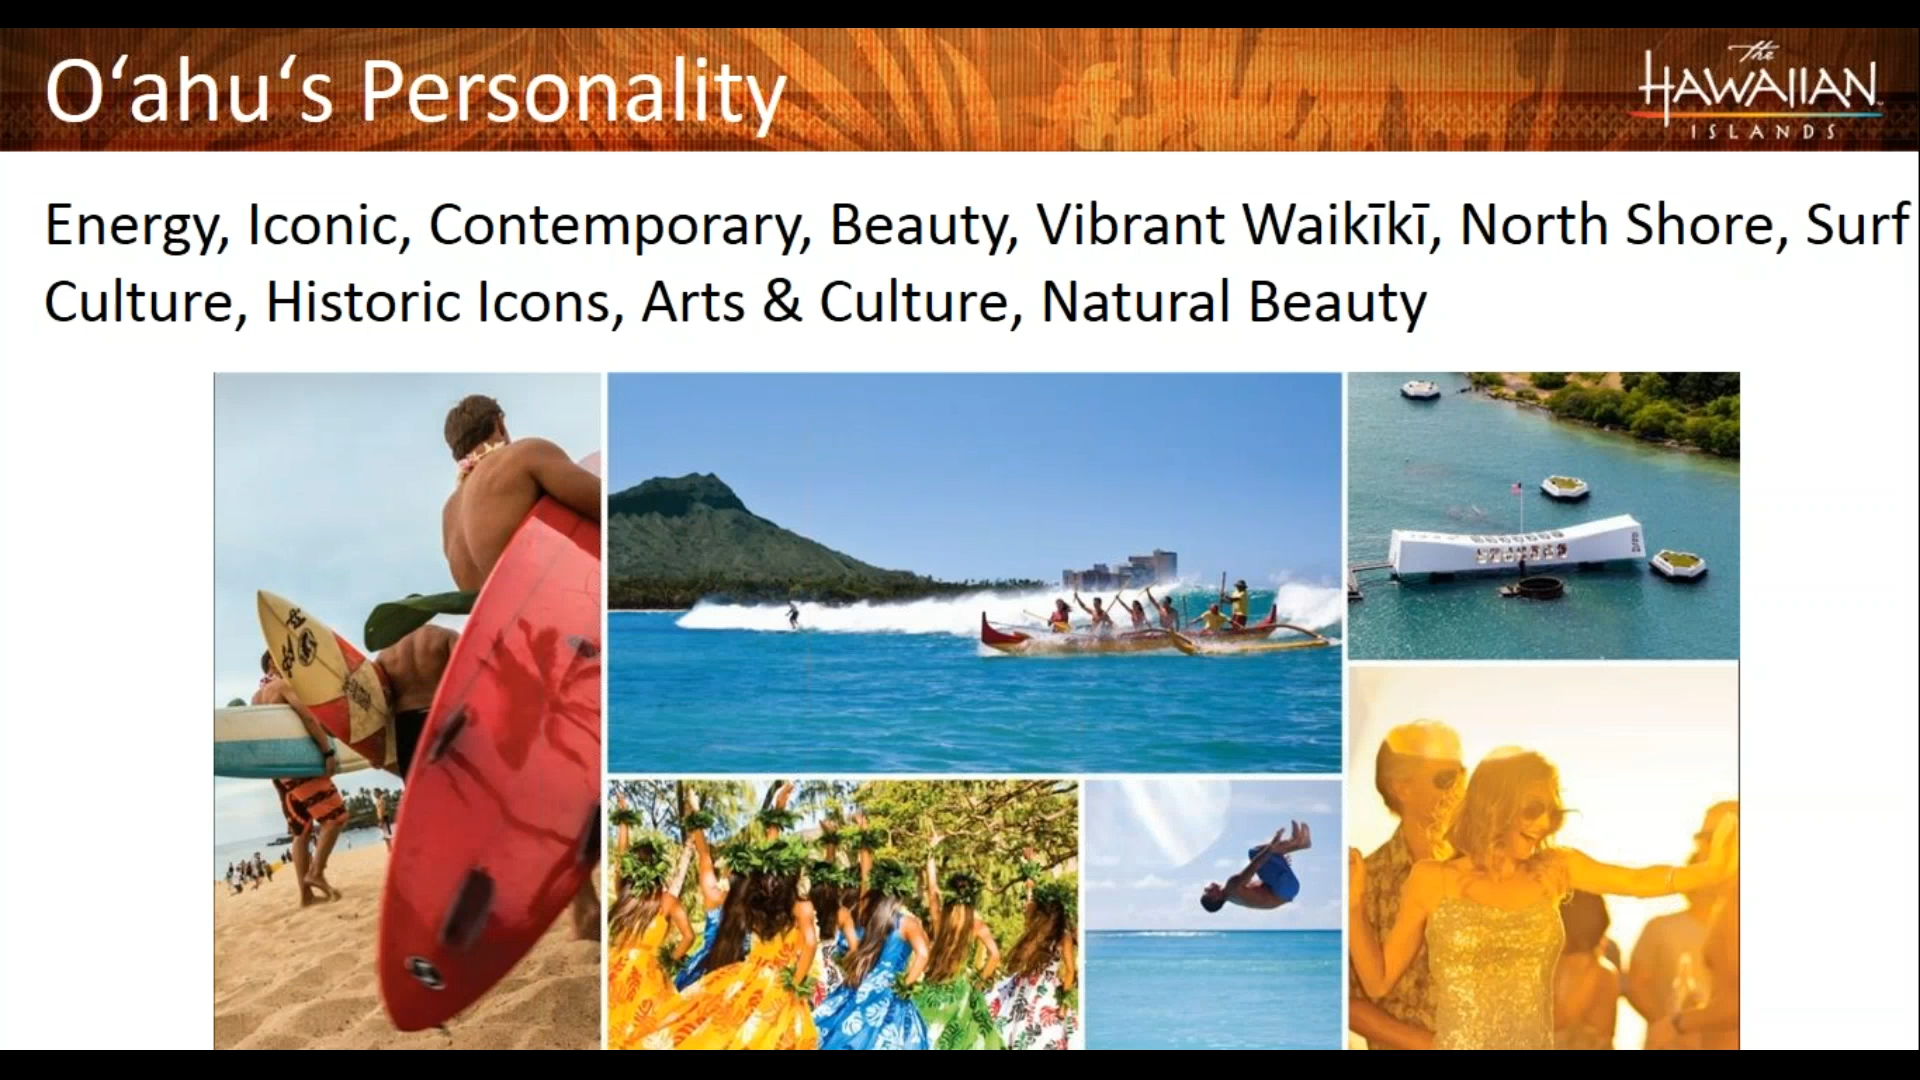 O‘ahu‘s Personality
The
HAWAIIAN
ISLANDS
Energy, Iconic, Contemporary, Beauty, Vibrant Waikīkī, North Shore, Surf
Culture, Historic Icons, Arts & Culture, Natural Beauty